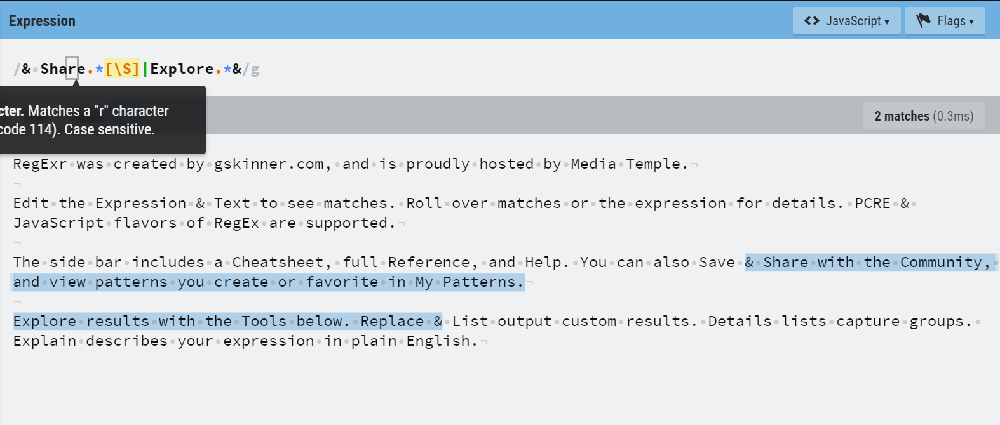 Expression
JavaScript ▾
Flags ▾
/& Share.*[\S]|Explore.*&/g
cter. Matches a "r" character
code 114). Case sensitive.
2 matches (0.3ms)
RegExr was created by gskinner.com, and is proudly hosted by Media Temple.
Edit the Expression & Text to see matches. Roll over matches or the expression for details. PCRE &
JavaScript flavors of RegEx are supported.
The side bar includes a Cheatsheet, full Reference, and Help. You can also Save & Share with the Community,
and view patterns you create or favorite in My Patterns.
Explore results with the Tools below. Replace & List output custom results. Details lists capture groups.
Explain describes your expression in plain English.